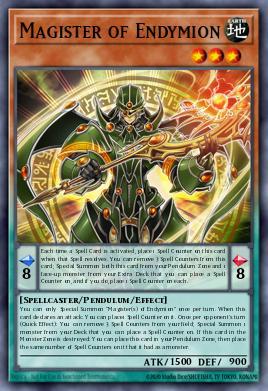 MAGISTER OF ENDYMION
EARTH
地
Each time a Spell Card is activated, place 1 Spell Counter on this card
when that Spell resolves. You can remove 3 Spell Counters from this
card; Special Summon both this card from your Pendulum Zone and 1
face-up monster from your Extra Deck that you can place a Spell
Counter on, and if you do, place 1 Spell Counter on each.
8
8
[SPELLCASTER/PENDULUM/EFFECT]
You can only Special Summon "Magister(s) of Endymion" once per turn. When this
card declares an attack: You can place 1 Spell Counter on it. Once per opponent's turn
(Quick Effect): You can remove 3 Spell Counters from your field; Special Summon 1
monster from your Deck that you can place a Spell Counter on. If this card in the
Monster Zone is destroyed: You can place this card in your Pendulum Zone, then place
the same number of Spell Counters on it that it had as a monster.
ATK/1500 DEF/ 900